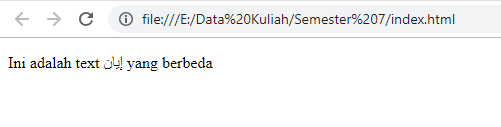 file:///E:/Data%20Kuliah/Semester%207/index.html
Ini adalah text إيان yang berbeda